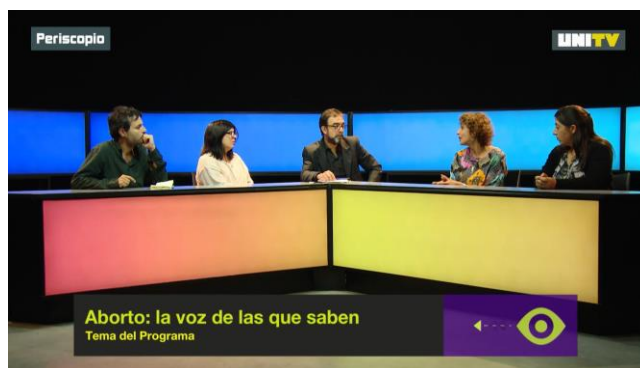 Periscopio
UNITV
Aborto: la voz de las que saben
Tema del Programa